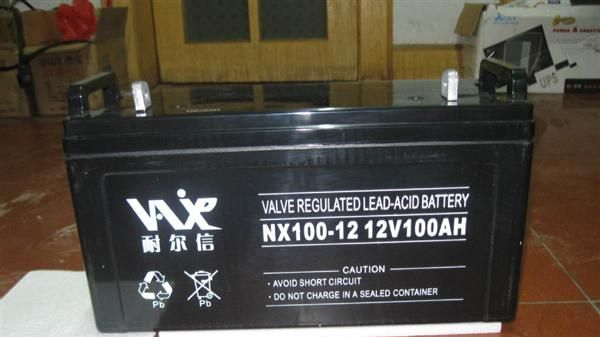 耐尔信
VALVE REGULATED LEAD-ACID BATTERY
NX100-12 12V100AH
CAUTION
• AVOID SHORT CIRCUIT
• DO NOT CHARGE IN A SEALED CONTAINER
Pb
Pb
UPS